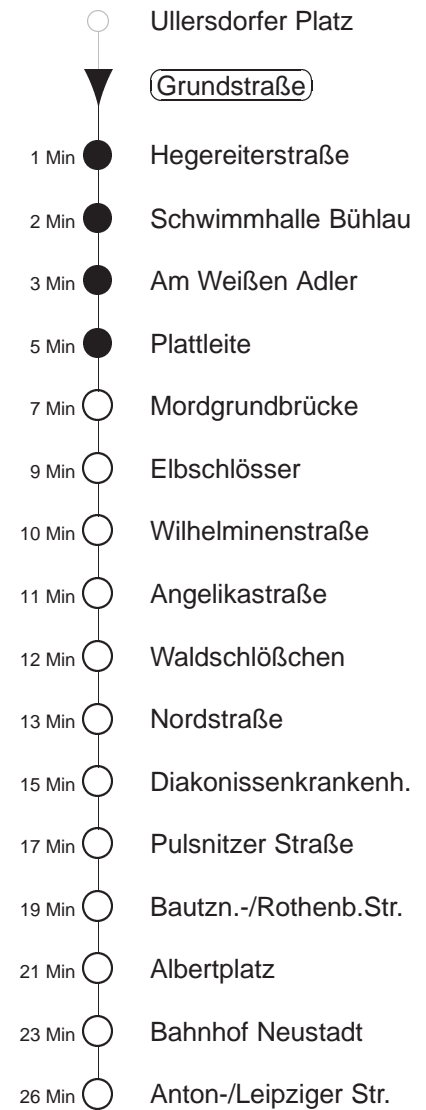 Ullersdorfer Platz
Grundstraße
1 Min Hegereiterstraße
2 Min Schwimmhalle Bühlau
3 Min Am Weißen Adler
5 Min Plattleite
7 Min Mordgrundbrücke
9 Min Elbschlösser
10 Min Wilhelminenstraße
11 Min Angelikastraße
12 Min Waldschlößchen
13 Min Nordstraße
15 Min Diakonissenkrankenh.
17 Min Pulsnitzer Straße
19 Min Bautzn.-/Rothenb.Str.
21 Min Albertplatz
23 Min Bahnhof Neustadt
26 Min Anton-/Leipziger Str.